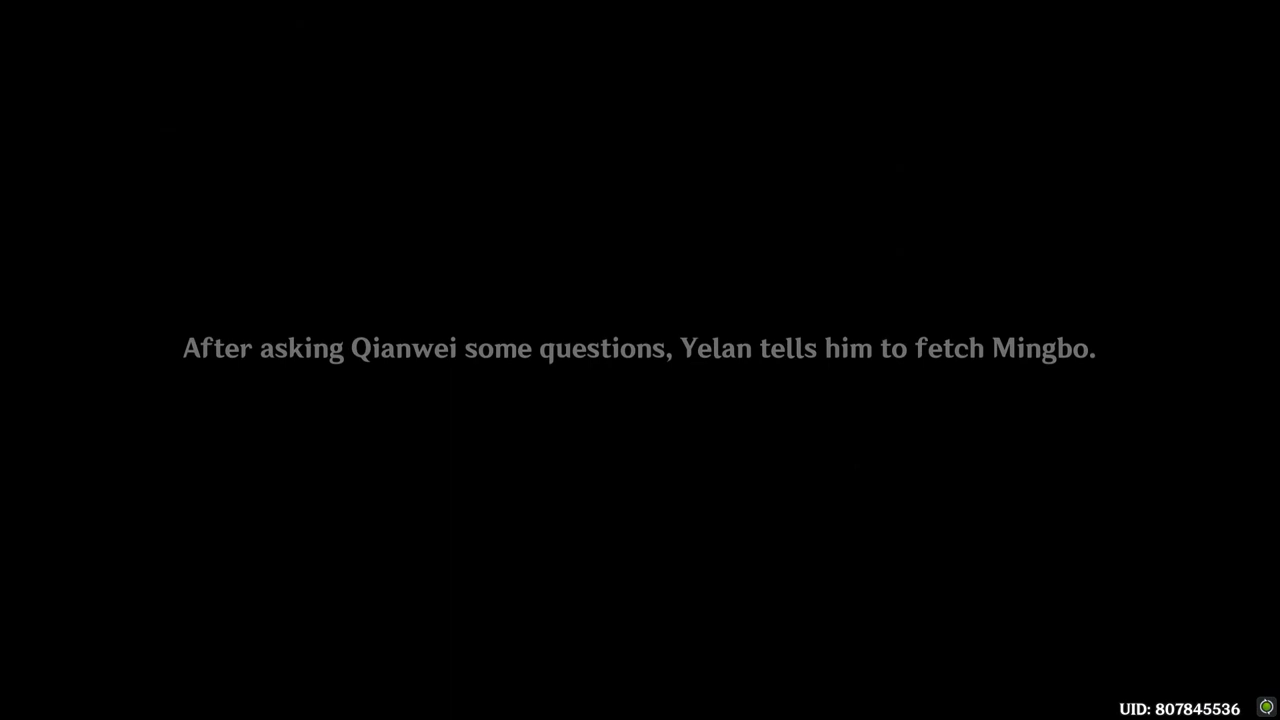 After asking Qianwei some questions, Yelan tells him to fetch Mingbo.
UID: 807845536